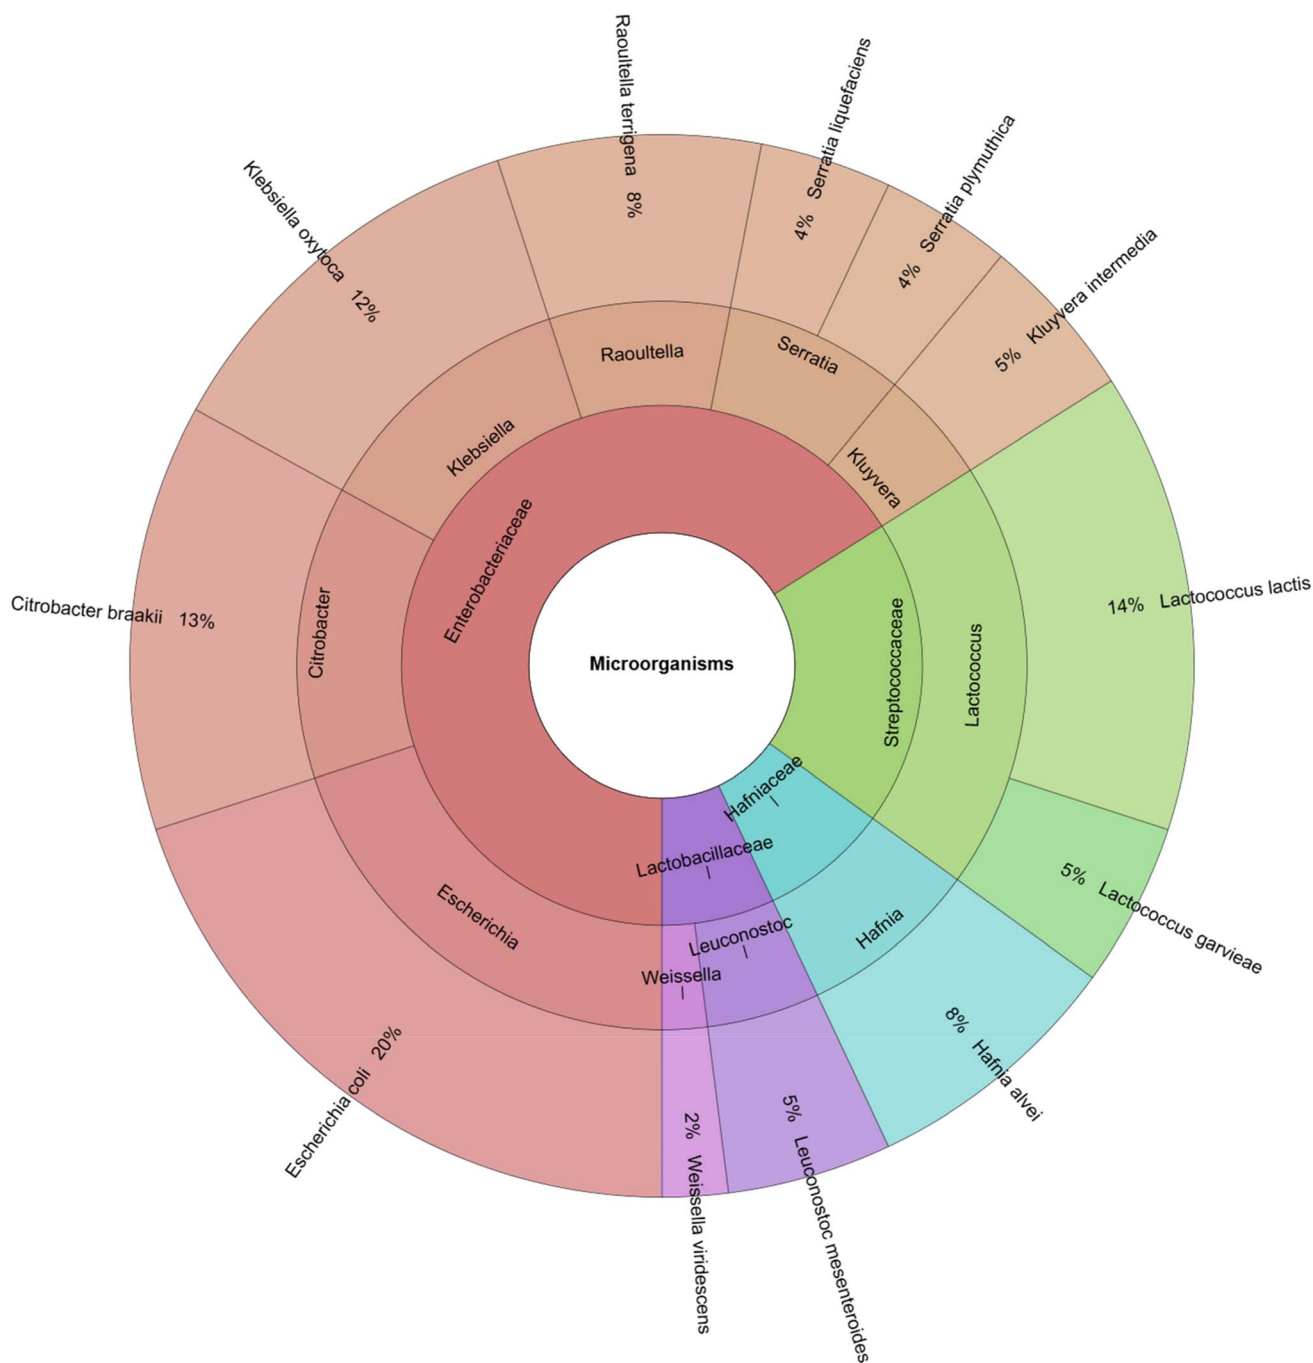 Raoultella terrigena 8%
4% Serratia liquefaciens
4% Serratia plymuthica
5% Kluyvera intermedia
Klebsiella oxytoca 12%
Raoultella
Serratia
Klebsiella
Kluyvera
Enterobacteriaceae
14% Lactococcus lactis
Citrobacter braakii 13%
Citrobacter
Microorganisms
Streptococcaceae
Lactococcus
Hafniaceae
Lactobacillaceae
5% Lactococcus garvieae
Escherichia
Leuconostoc
Hafnia
Weissella
8% Hafnia alvei
Escherichia coli 20%
2% Weissella viridescens
5% Leuconostoc mesenteroides